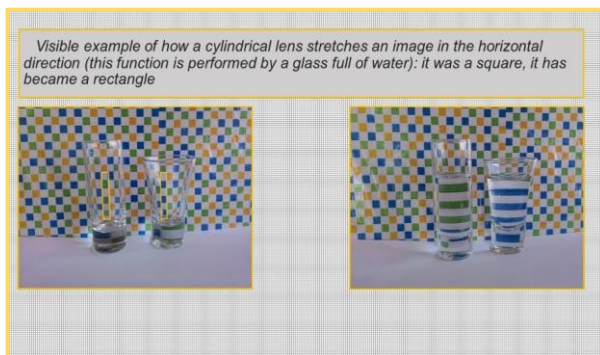 Visible example of how a cylindrical lens stretches an image in the horizontal
direction (this function is performed by a glass full of water): it was a square, it has
became a rectangle